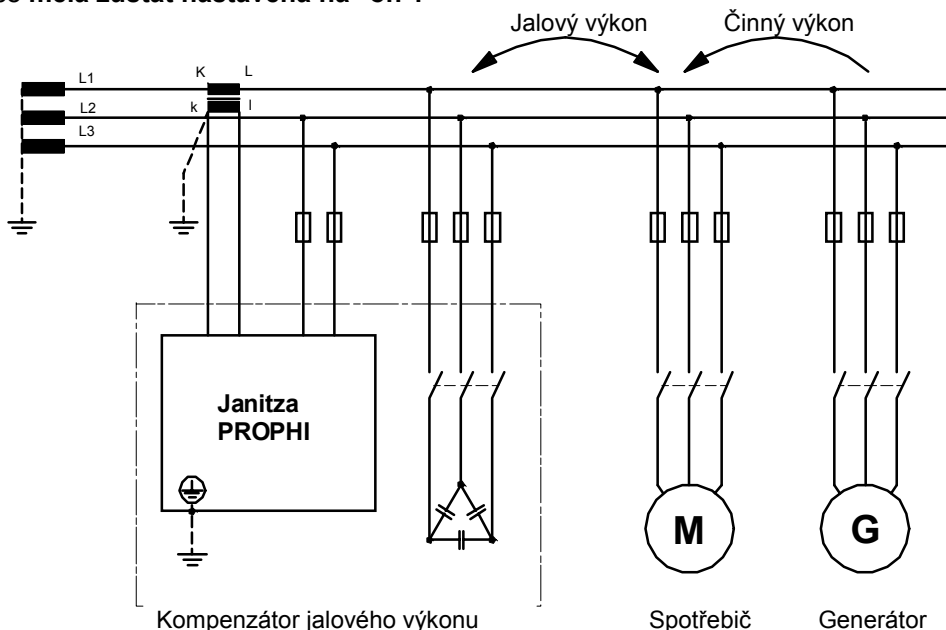 Jalový výkon
Činný výkon
L1
K
L
L2
k
l
L3
Janitza
PROPHI
M
G
Kompenzátor jalového výkonu
Spotřebič
Generátor